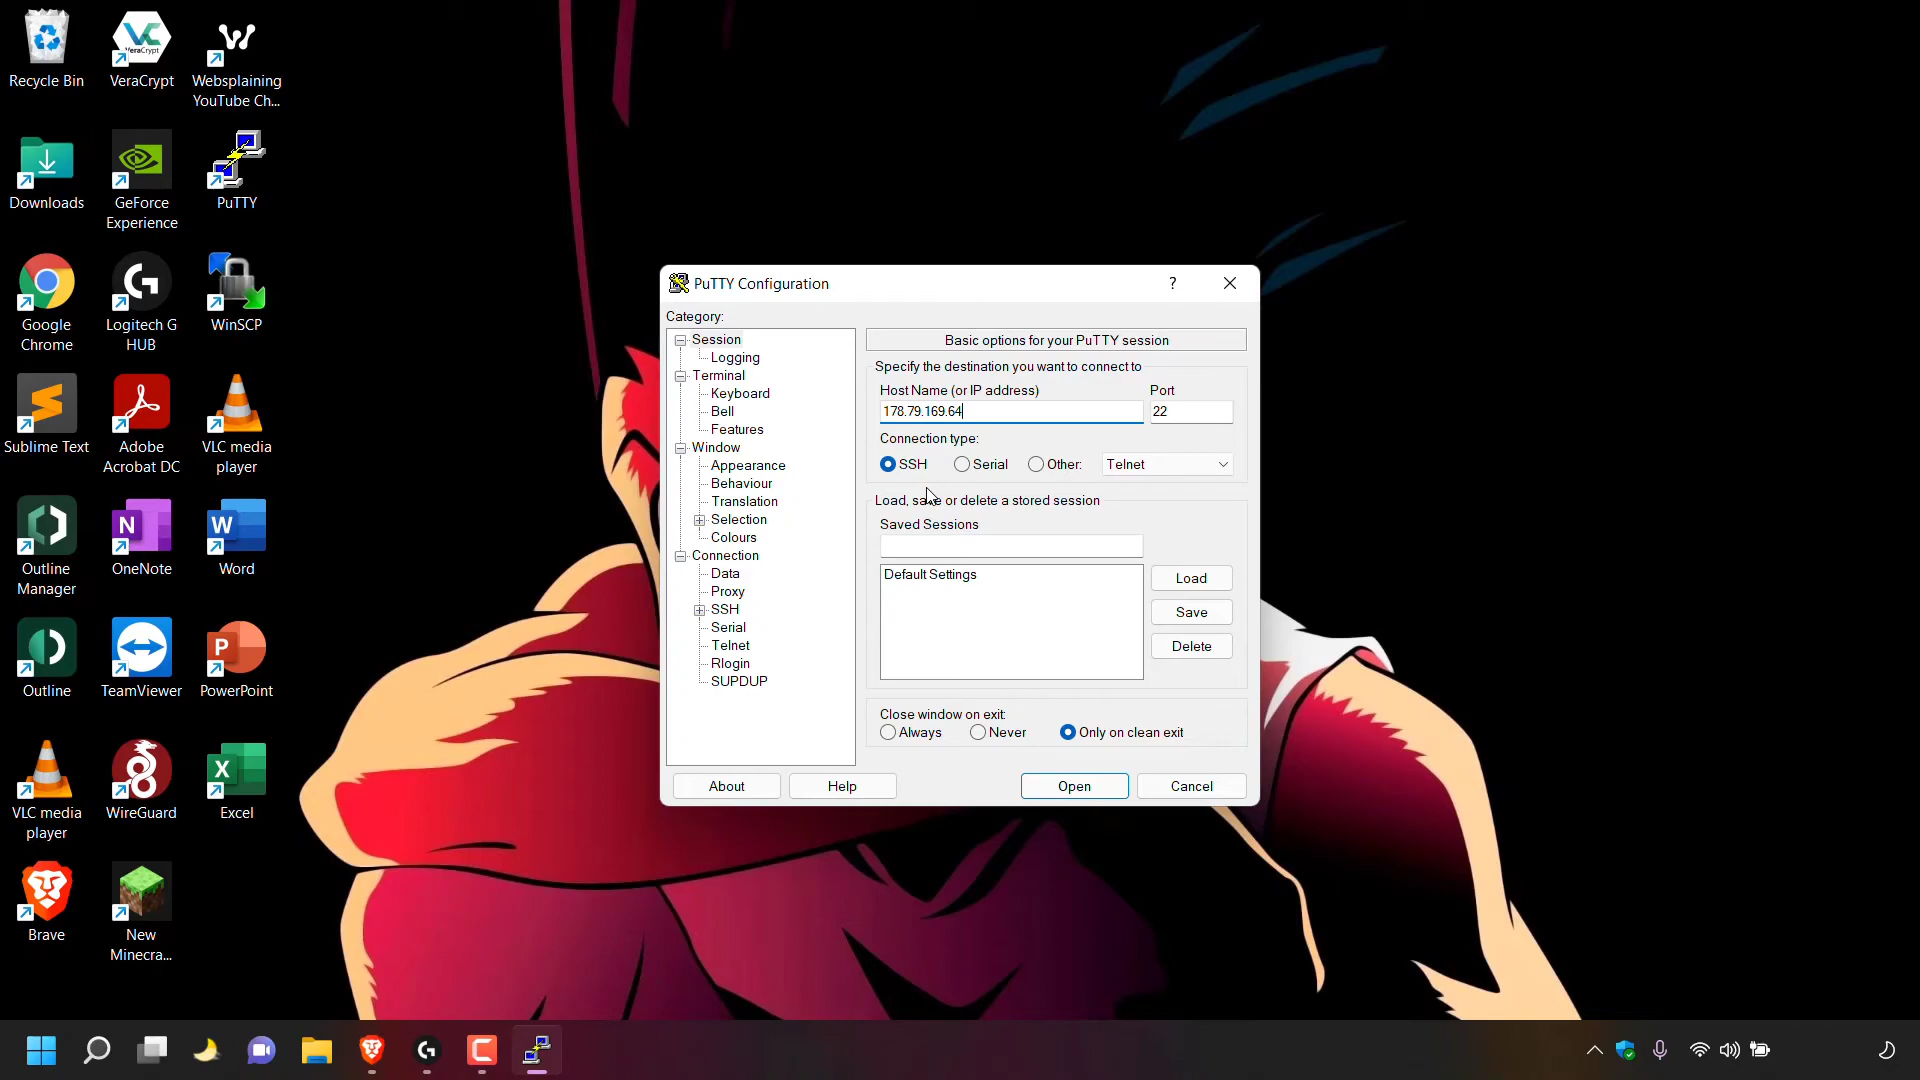 Recycle Bin
VeraCrypt
VeraCrypt
Websplaining
YouTube Ch...
Downloads
GeForce
Experience
PuTTY
Google
Chrome
Logitech G
HUB
WinSCP
Sublime Text
Adobe
Acrobat DC
VLC media
player
Outline
Manager
N
OneNote
W
Word
Outline
TeamViewer
P
PowerPoint
VLC media
player
WireGuard
X
Excel
Brave
New
Minecra...
PuTTY Configuration
?
Category:
Session
Logging
Terminal
Keyboard
Bell
Features
Window
Appearance
Behaviour
Translation
Selection
Colours
Connection
Data
Proxy
SSH
Serial
Telnet
Rlogin
SUPDUP
Basic options for your PuTTY session
Specify the destination you want to connect to
Host Name (or IP address)
Port
178.79.169.64
22
Connection type:
SSH
Serial
Other:
Telnet
Load, save or delete a stored session
Saved Sessions
Default Settings
Load
Save
Delete
Close window on exit:
Always
Never
Only on clean exit
About
Help
Open
Cancel